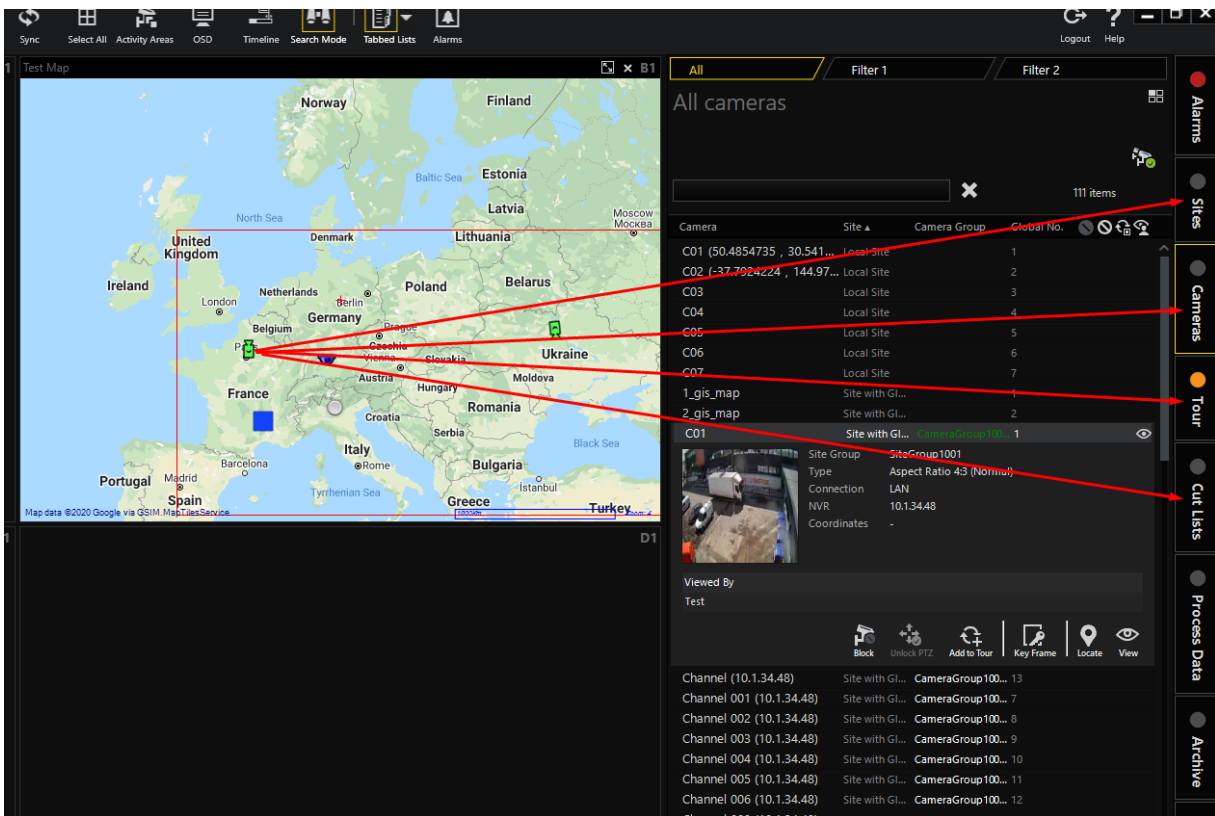 Sync Select All Activity Areas OSD Timeline Search Mode Tabbed Lists Alarms Logout Help
1 Test Map B1
Norway Finland
Baltic Sea Estonia
Latvia
Moscow
Москва
North Sea
Denmark Lithuania
United
Kingdom
Ireland
London
Netherlands Berlin Poland Belarus
Germany
Belgium Prague
Czechia
Vienna Slovakia Ukraine
Austria Hungary Moldova
France
Croatia Romania
Serbia
Black Sea
Italy
Barcelona Rome Bulgaria
Portugal Madrid
Spain
Tyrrhenian Sea
Istanbul
Greece Turkey
Map data ©2020 Google via GSIM.MapTilesService
1 D1
All Filter 1 Filter 2
All cameras
111 items
Camera Site Camera Group Global No.
C01 (50.4854735 , 30.541... Local Site 1
C02 (-37.7924224 , 144.97... Local Site 2
C03 Local Site 3
C04 Local Site 4
C05 Local Site 5
C06 Local Site 6
C07 Local Site 7
1_gis_map Site with Gl... 1
2_gis_map Site with Gl... 2
C01 Site with Gl... CameraGroup100... 1
Site Group SiteGroup1001
Type Aspect Ratio 4:3 (Normal)
Connection LAN
NVR 10.1.34.48
Coordinates -
Viewed By
Test
Block Unlock PTZ Add to Tour Key Frame Locate View
Channel (10.1.34.48) Site with Gl... CameraGroup100... 13
Channel 001 (10.1.34.48) Site with Gl... CameraGroup100... 7
Channel 002 (10.1.34.48) Site with Gl... CameraGroup100... 8
Channel 003 (10.1.34.48) Site with Gl... CameraGroup100... 9
Channel 004 (10.1.34.48) Site with Gl... CameraGroup100... 10
Channel 005 (10.1.34.48) Site with Gl... CameraGroup100... 11
Channel 006 (10.1.34.48) Site with Gl... CameraGroup100... 12
Alarms
Sites
Cameras
Tour
Cut Lists
Process Data
Archive